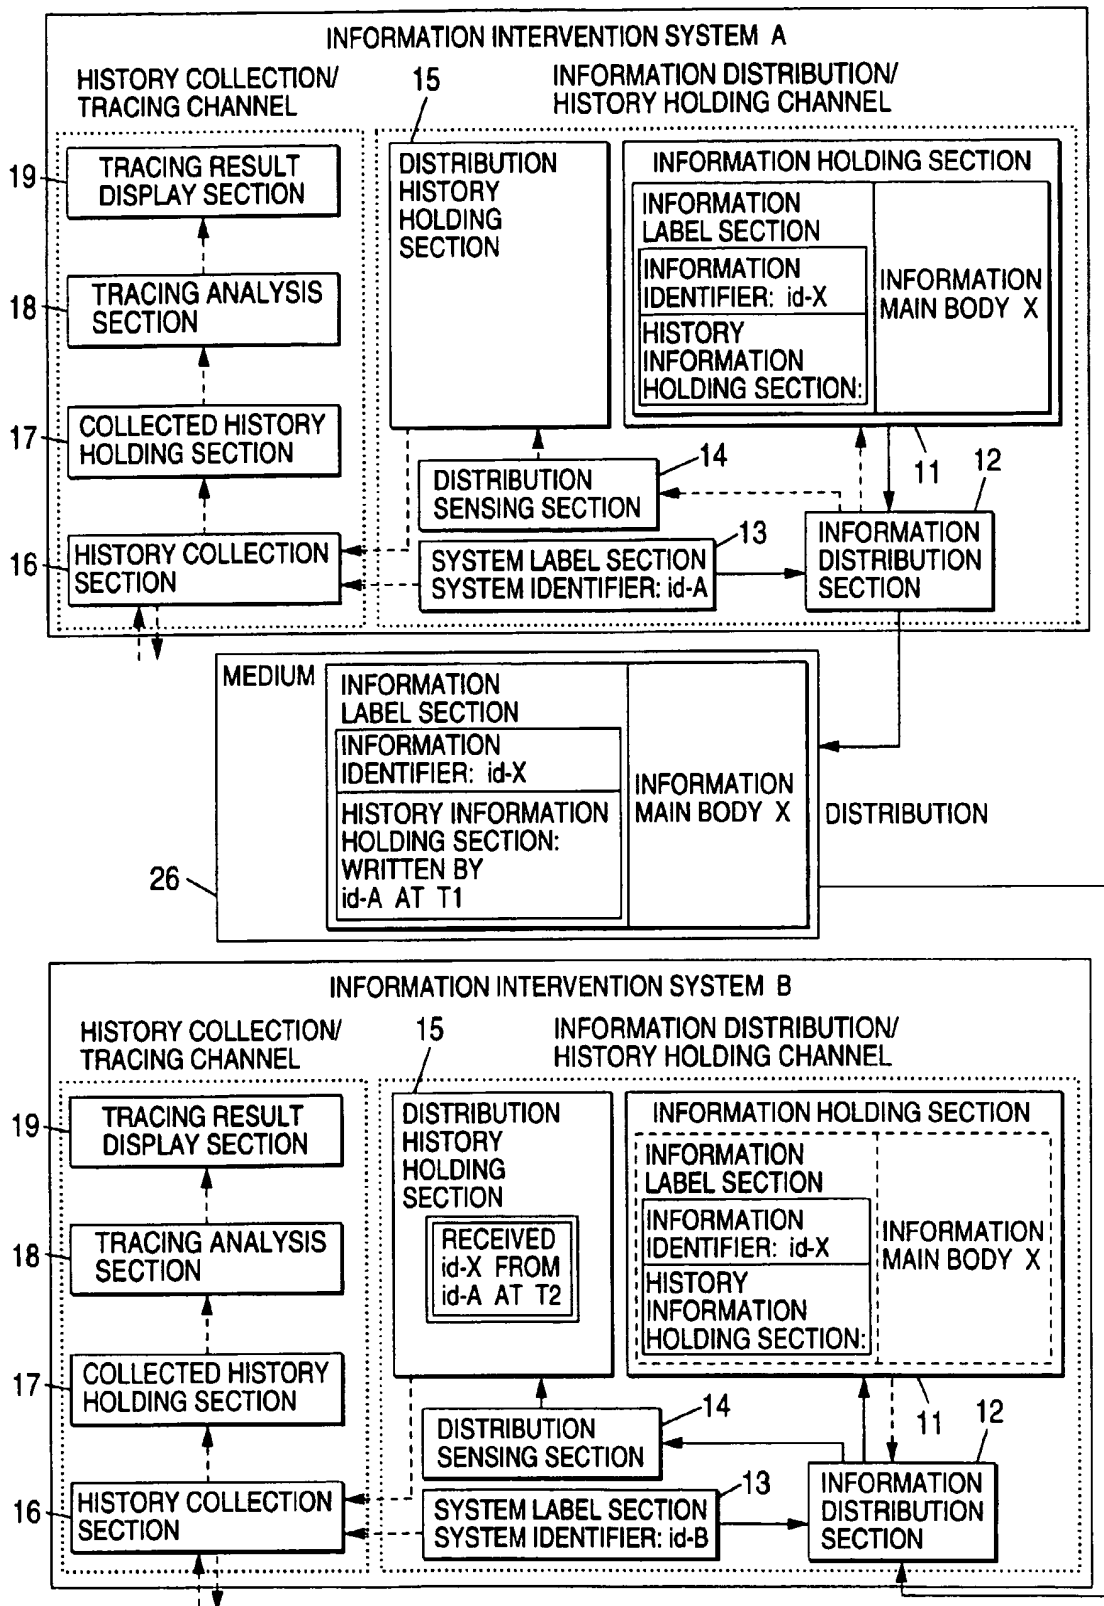 INFORMATION INTERVENTION SYSTEM A
HISTORY COLLECTION/
TRACING CHANNEL
15
INFORMATION DISTRIBUTION/
HISTORY HOLDING CHANNEL
19
TRACING RESULT
DISPLAY SECTION
18
TRACING ANALYSIS
SECTION
17
COLLECTED HISTORY
HOLDING SECTION
16
HISTORY COLLECTION
SECTION
DISTRIBUTION
HISTORY
HOLDING
SECTION
INFORMATION HOLDING SECTION
INFORMATION
LABEL SECTION
INFORMATION
IDENTIFIER: id-X
HISTORY
INFORMATION
HOLDING SECTION:
INFORMATION
MAIN BODY X
14
11
12
DISTRIBUTION
SENSING SECTION
13
SYSTEM LABEL SECTION
SYSTEM IDENTIFIER: id-A
INFORMATION
DISTRIBUTION
SECTION
MEDIUM
INFORMATION
LABEL SECTION
INFORMATION
IDENTIFIER: id-X
HISTORY INFORMATION
HOLDING SECTION:
WRITTEN BY
id-A AT T1
INFORMATION
MAIN BODY X
DISTRIBUTION
26
INFORMATION INTERVENTION SYSTEM B
HISTORY COLLECTION/
TRACING CHANNEL
15
INFORMATION DISTRIBUTION/
HISTORY HOLDING CHANNEL
19
TRACING RESULT
DISPLAY SECTION
18
TRACING ANALYSIS
SECTION
17
COLLECTED HISTORY
HOLDING SECTION
16
HISTORY COLLECTION
SECTION
DISTRIBUTION
HISTORY
HOLDING
SECTION
RECEIVED
id-X FROM
id-A AT T2
INFORMATION HOLDING SECTION
INFORMATION
LABEL SECTION
INFORMATION
IDENTIFIER: id-X
HISTORY
INFORMATION
HOLDING SECTION:
INFORMATION
MAIN BODY X
14
11
12
DISTRIBUTION
SENSING SECTION
13
SYSTEM LABEL SECTION
SYSTEM IDENTIFIER: id-B
INFORMATION
DISTRIBUTION
SECTION